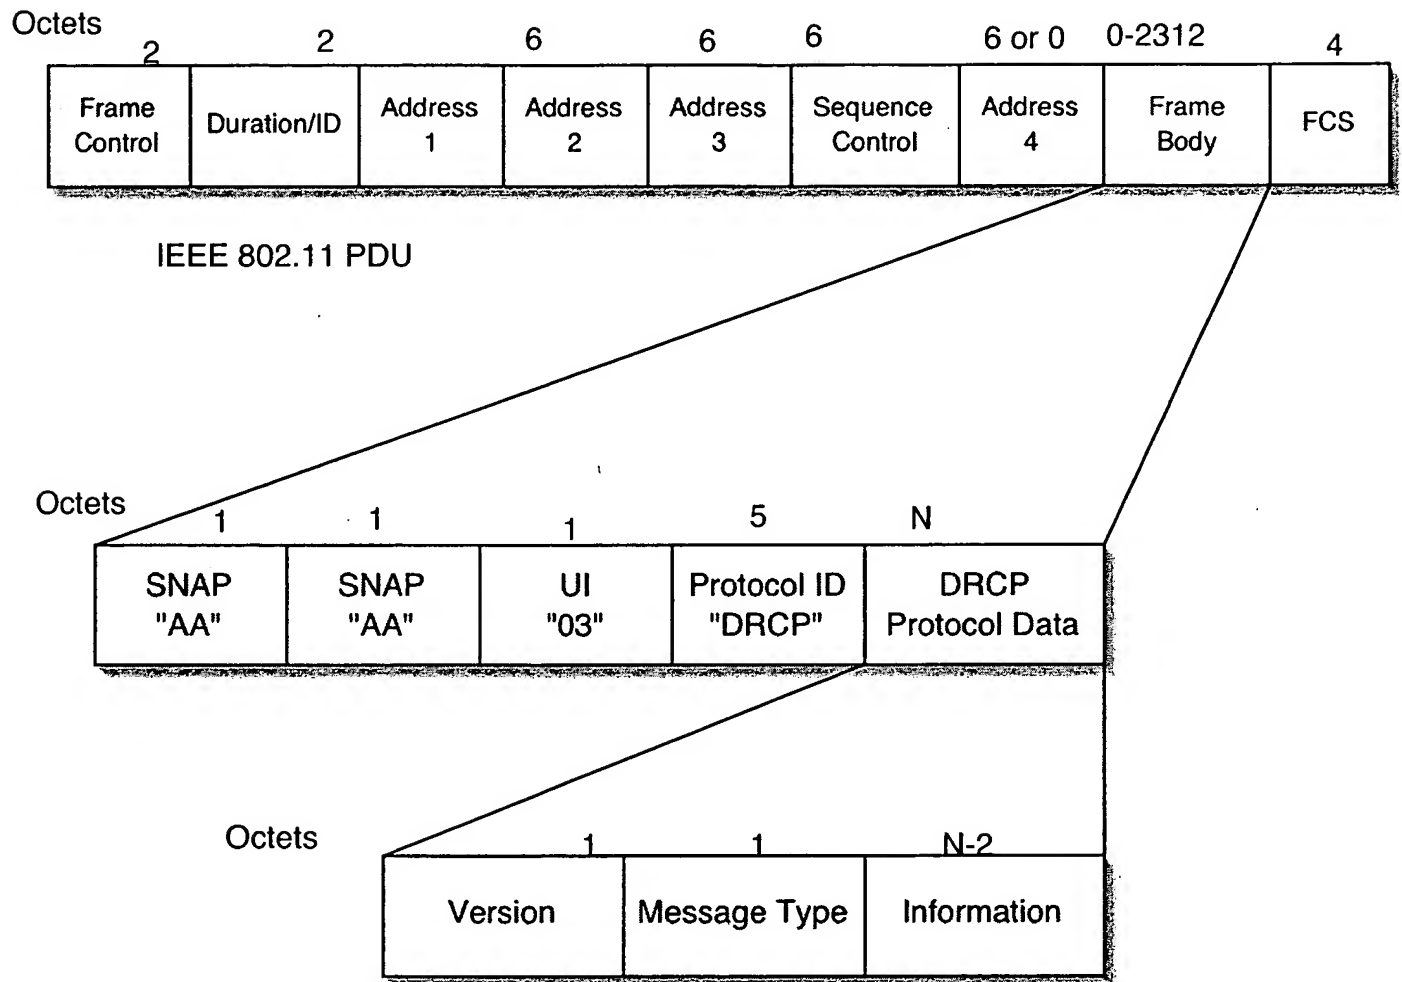 Octets
2 2 6 6 6 6 or 0 0-2312 4
Frame Control
Duration/ID
Address 1
Address 2
Address 3
Sequence Control
Address 4
Frame Body
FCS
IEEE 802.11 PDU
Octets
1 1 1 5 N
SNAP "AA"
SNAP "AA"
UI "03"
Protocol ID "DRCP"
DRCP Protocol Data
Octets
1 1 N-2
Version
Message Type
Information